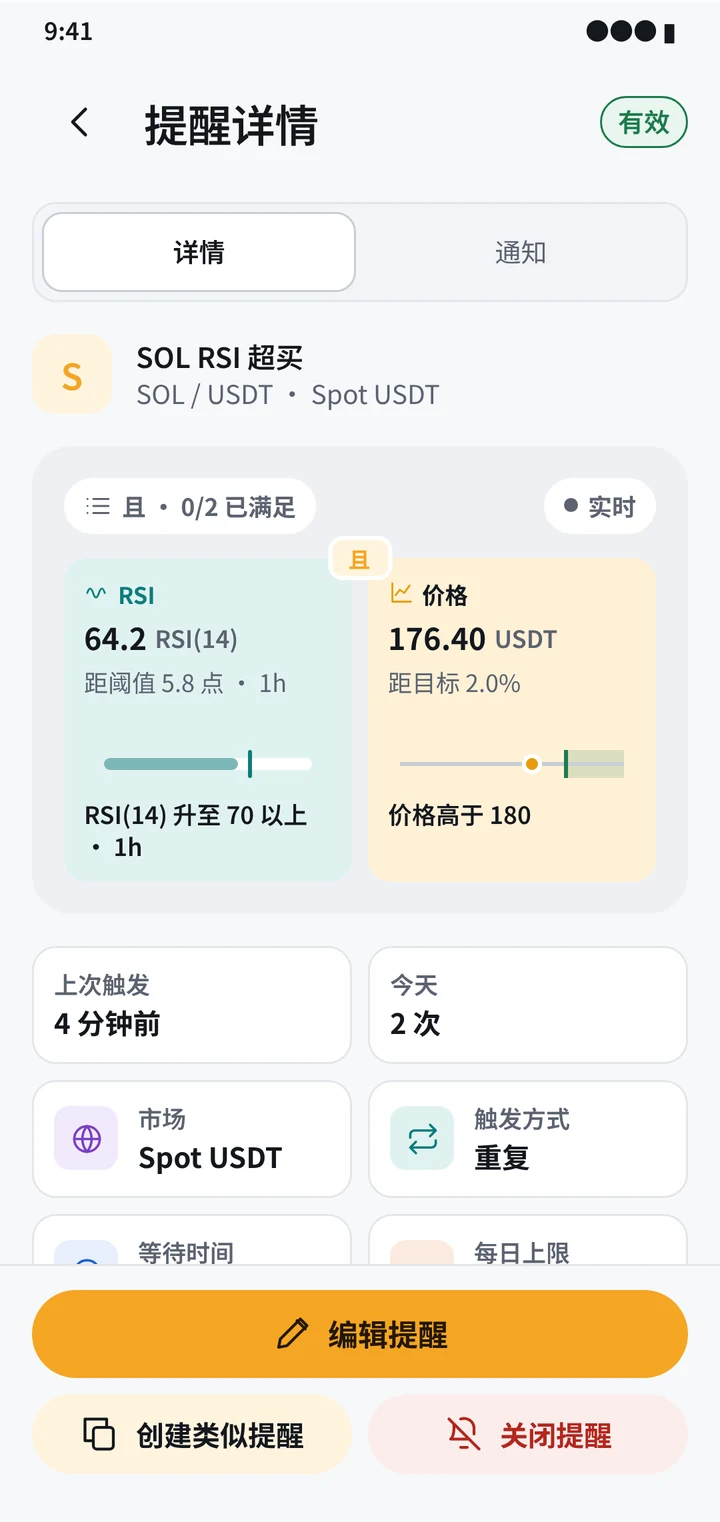 9:41
提醒详情
有效
详情
通知
S
SOL RSI 超买
SOL / USDT · Spot USDT
且 · 0/2 已满足
实时
且
RSI
64.2 RSI(14)
距阈值 5.8 点 · 1h
RSI(14) 升至 70 以上
· 1h
价格
176.40 USDT
距目标 2.0%
价格高于 180
上次触发
4 分钟前
今天
2 次
市场
Spot USDT
触发方式
重复
等待时间
每日上限
编辑提醒
创建类似提醒
关闭提醒